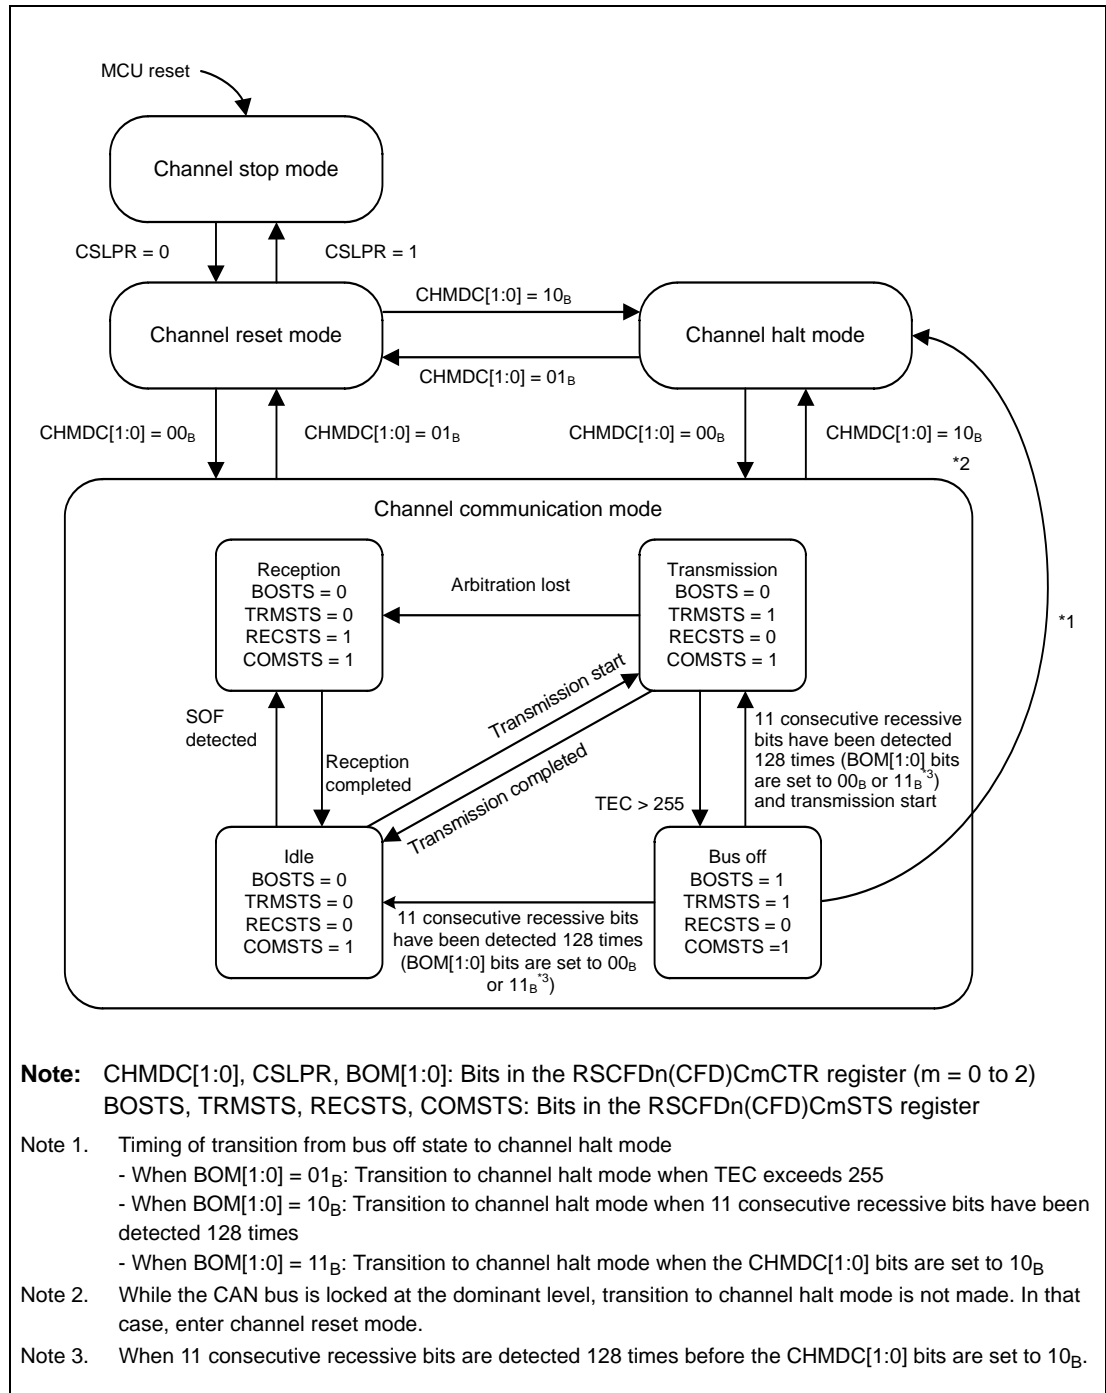 MCU reset
Channel stop mode
CSLPR = 0
CSLPR = 1
CHMDC[1:0] = 10B
Channel reset mode
Channel halt mode
CHMDC[1:0] = 01B
CHMDC[1:0] = 00B
CHMDC[1:0] = 01B
CHMDC[1:0] = 00B
CHMDC[1:0] = 10B
*2
Channel communication mode
Reception
BOSTS = 0
TRMSTS = 0
RECSTS = 1
COMSTS = 1
Arbitration lost
Transmission
BOSTS = 0
TRMSTS = 1
RECSTS = 0
COMSTS = 1
*1
SOF
detected
Reception
completed
Transmission start
Transmission completed
TEC > 255
11 consecutive recessive
bits have been detected
128 times (BOM[1:0] bits
are set to 00B or 11B*3)
and transmission start
Idle
BOSTS = 0
TRMSTS = 0
RECSTS = 0
COMSTS = 1
11 consecutive recessive bits
have been detected 128 times
(BOM[1:0] bits are set to 00B
or 11B*3)
Bus off
BOSTS = 1
TRMSTS = 1
RECSTS = 0
COMSTS =1
Note: CHMDC[1:0], CSLPR, BOM[1:0]: Bits in the RSCFDn(CFD)CmCTR register (m = 0 to 2)
BOSTS, TRMSTS, RECSTS, COMSTS: Bits in the RSCFDn(CFD)CmSTS register
Note 1. Timing of transition from bus off state to channel halt mode
- When BOM[1:0] = 01B: Transition to channel halt mode when TEC exceeds 255
- When BOM[1:0] = 10B: Transition to channel halt mode when 11 consecutive recessive bits have been
detected 128 times
- When BOM[1:0] = 11B: Transition to channel halt mode when the CHMDC[1:0] bits are set to 10B
Note 2. While the CAN bus is locked at the dominant level, transition to channel halt mode is not made. In that
case, enter channel reset mode.
Note 3. When 11 consecutive recessive bits are detected 128 times before the CHMDC[1:0] bits are set to 10B.